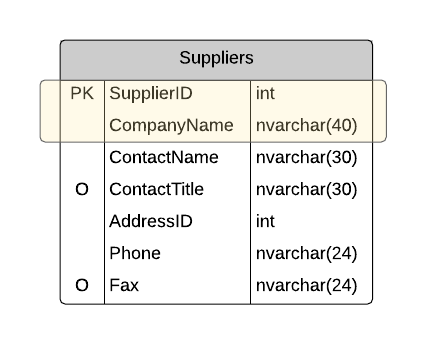 Suppliers
PK SupplierID int
CompanyName nvarchar(40)
ContactName nvarchar(30)
O ContactTitle nvarchar(30)
AddressID int
Phone nvarchar(24)
O Fax nvarchar(24)